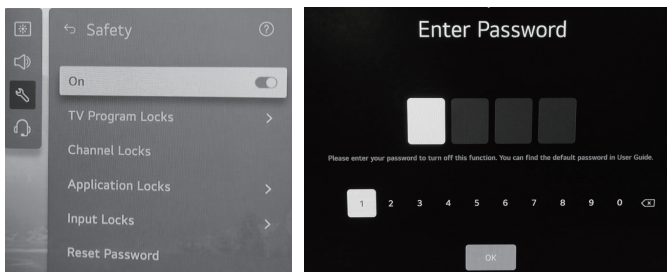 Safety
?
On
TV Program Locks
Channel Locks
Application Locks
Input Locks
Reset Password
Enter Password
Please enter your password to turn off this function. You can find the default password in User Guide.
1 2 3 4 5 6 7 8 9 0
OK